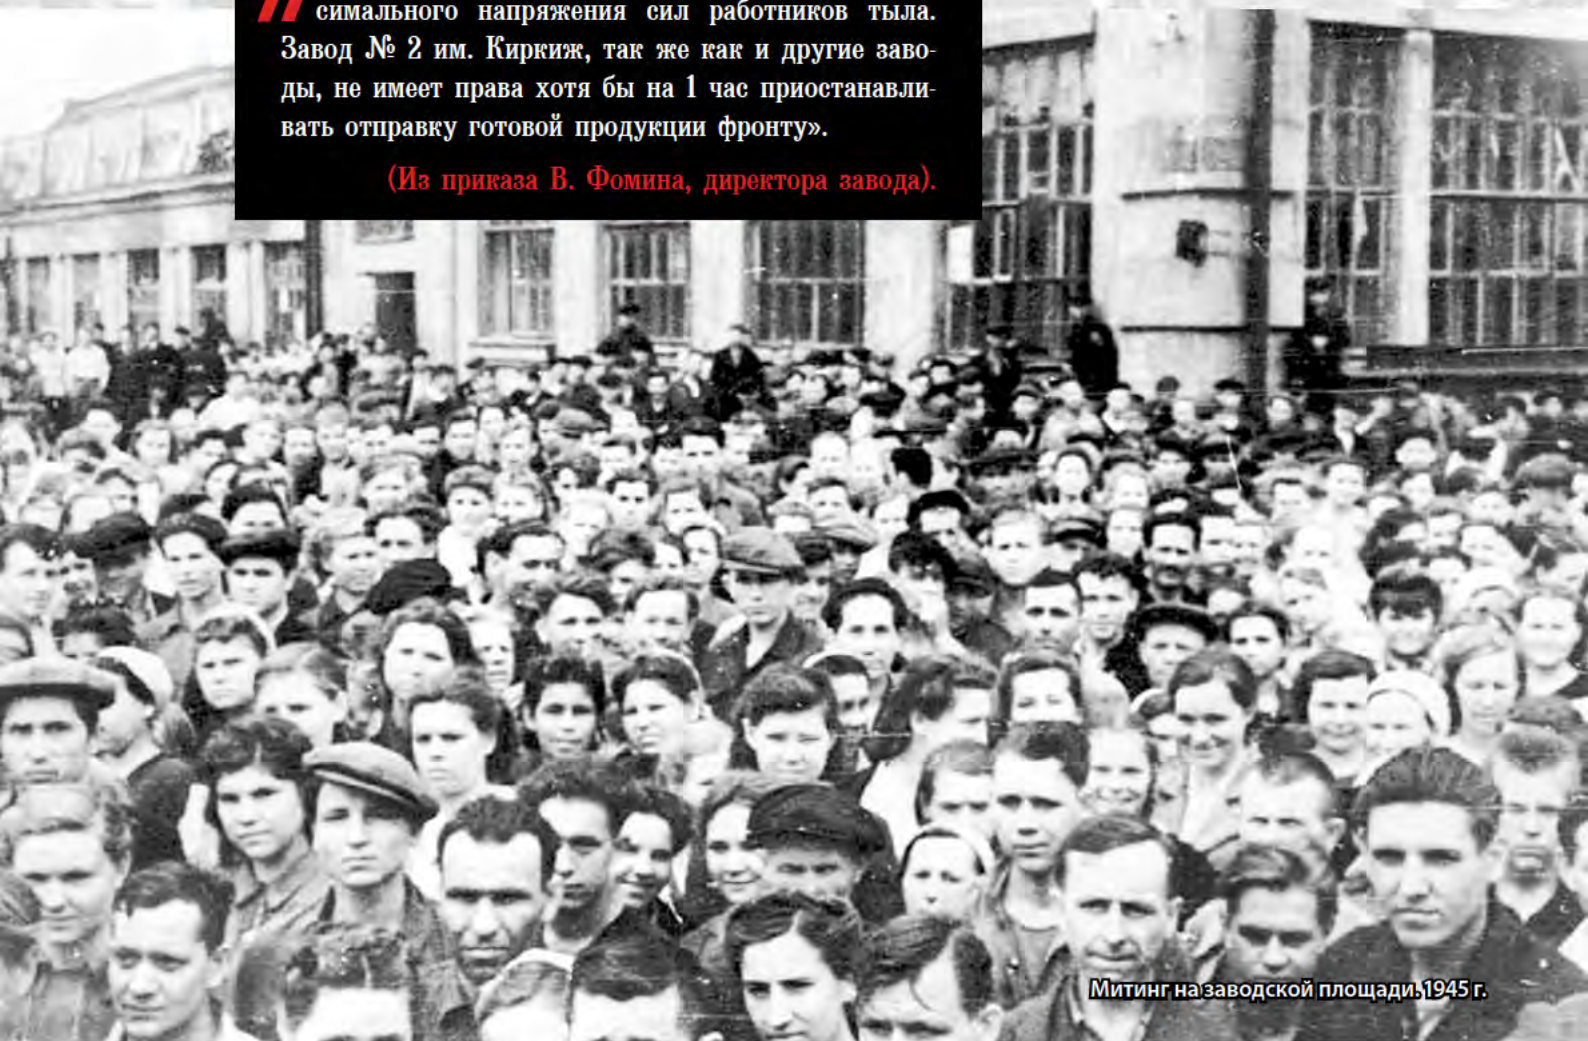 симального напряжения сил работников тыла.
Завод № 2 им. Киркиж, так же как и другие заво-
ды, не имеет права хотя бы на 1 час приостанавли-
вать отправку готовой продукции фронту».
(Из приказа В. Фомина, директора завода).
Митинг на заводской площади. 1945 г.